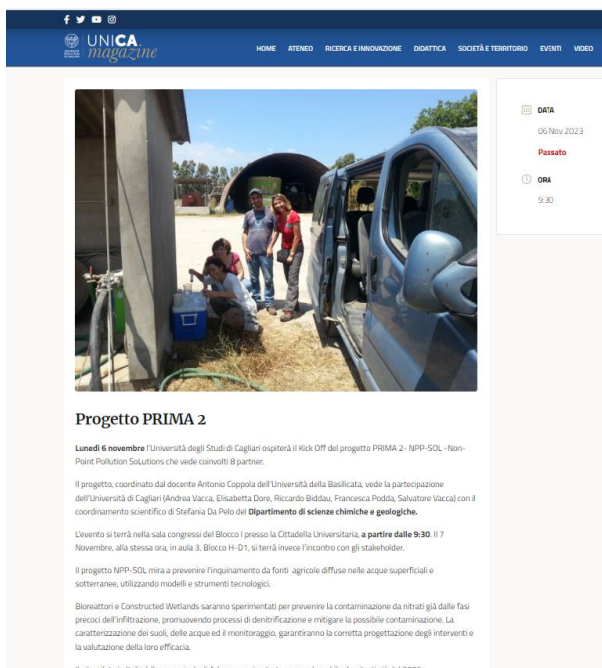 UNICA
magazine
HOME ATENEO RICERCA E INNOVAZIONE DIDATTICA SOCIETÀ E TERRITORIO EVENTI VIDEO
DATA
06 Nov 2023
Passato
ORA
9:30
Progetto PRIMA 2
Lunedì 6 novembre l'Università degli Studi di Cagliari ospiterà il Kick Off del progetto PRIMA 2- NPP-SOL -Non-
Point Pollution SoLutions che vede coinvolti 8 partner.
Il progetto, coordinato dal docente Antonio Coppola dell'Università della Basilicata, vede la partecipazione
dell'Università di Cagliari (Andrea Vacca, Elisabetta Dore, Riccardo Biddau, Francesca Podda, Salvatore Vacca) con il
coordinamento scientifico di Stefania Da Pelo del Dipartimento di scienze chimiche e geologiche.
L'evento si terrà nella sala congressi del Blocco I presso la Cittadella Universitaria, a partire dalle 9:30. Il 7
Novembre, alla stessa ora, in aula 3, Blocco H-D1, si terrà invece l'incontro con gli stakeholder.
Il progetto NPP-SOL mira a prevenire l'inquinamento da fonti agricole diffuse nelle acque superficiali e
sotterranee, utilizzando modelli e strumenti tecnologici.
Bioreattori e Constructed Wetlands saranno sperimentati per prevenire la contaminazione da nitrati già dalle fasi
precoci dell'infiltrazione, promuovendo processi di denitrificazione e mitigare la possibile contaminazione. La
caratterizzazione dei suoli, delle acque ed il monitoraggio, garantiranno la corretta progettazione degli interventi e
la valutazione della loro efficacia.